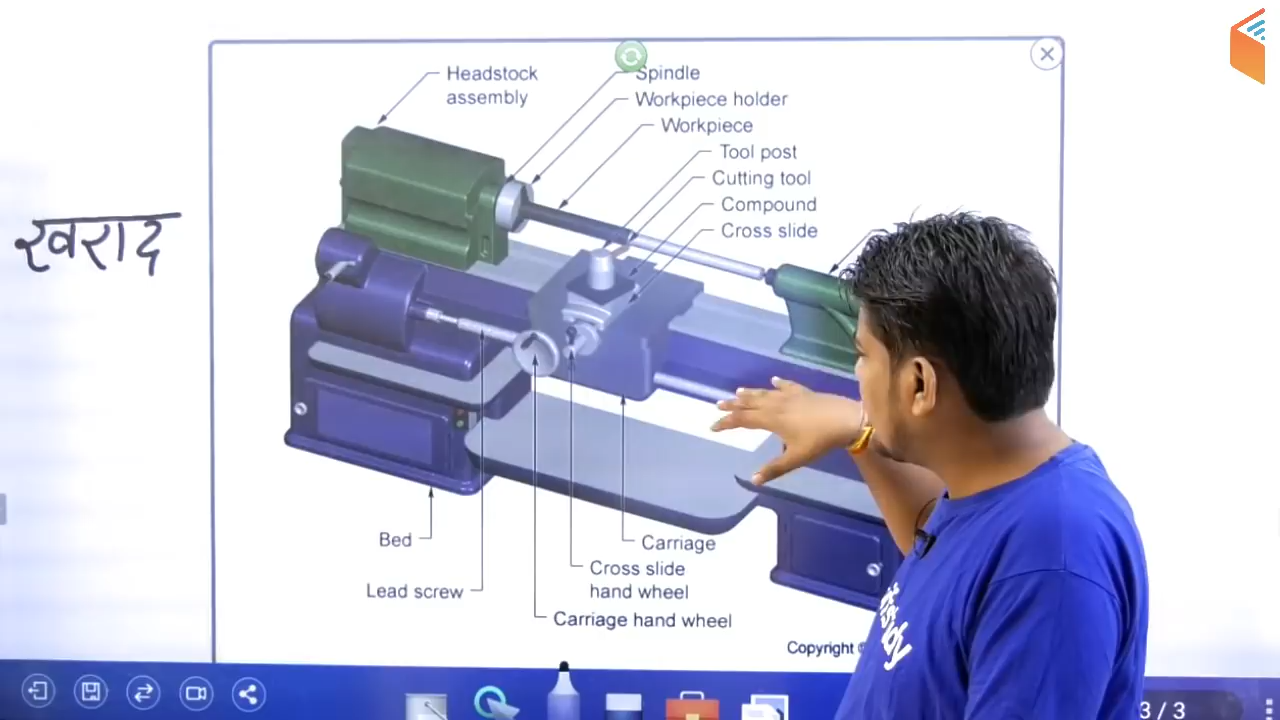 Headstock
assembly
Spindle
Workpiece holder
Workpiece
Tool post
Cutting tool
Compound
Cross slide
खराद
Bed
Lead screw
Carriage
Cross slide
hand wheel
Carriage hand wheel
Copyright ©
3 / 3